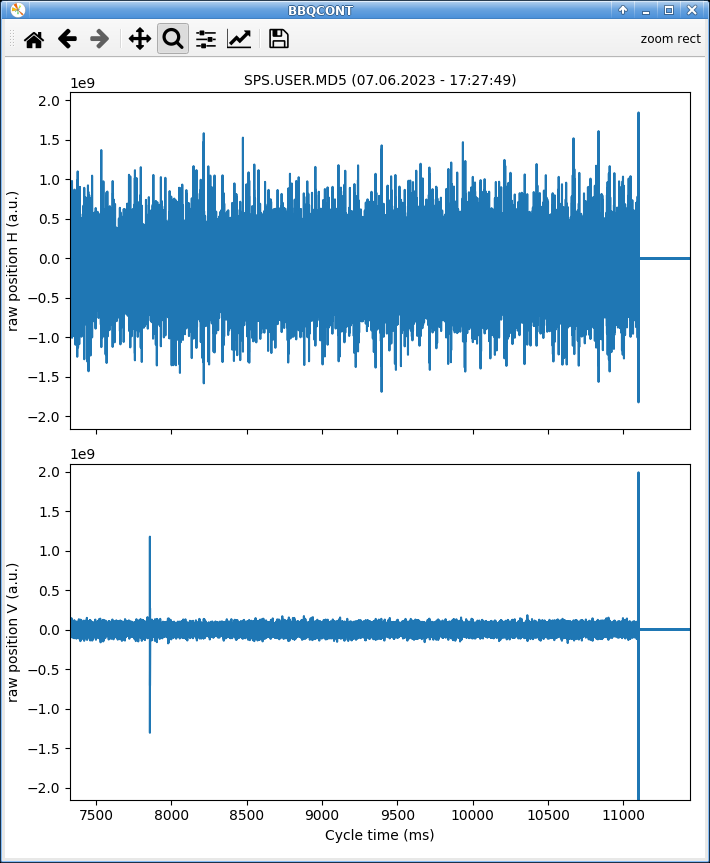 BBQCONT
zoom rect
SPS.USER.MD5 (07.06.2023 - 17:27:49)
1e9
2.0
1.5
1.0
0.5
0.0
−0.5
−1.0
−1.5
−2.0
raw position H (a.u.)
1e9
2.0
1.5
1.0
0.5
0.0
−0.5
−1.0
−1.5
−2.0
raw position V (a.u.)
7500 8000 8500 9000 9500 10000 10500 11000
Cycle time (ms)